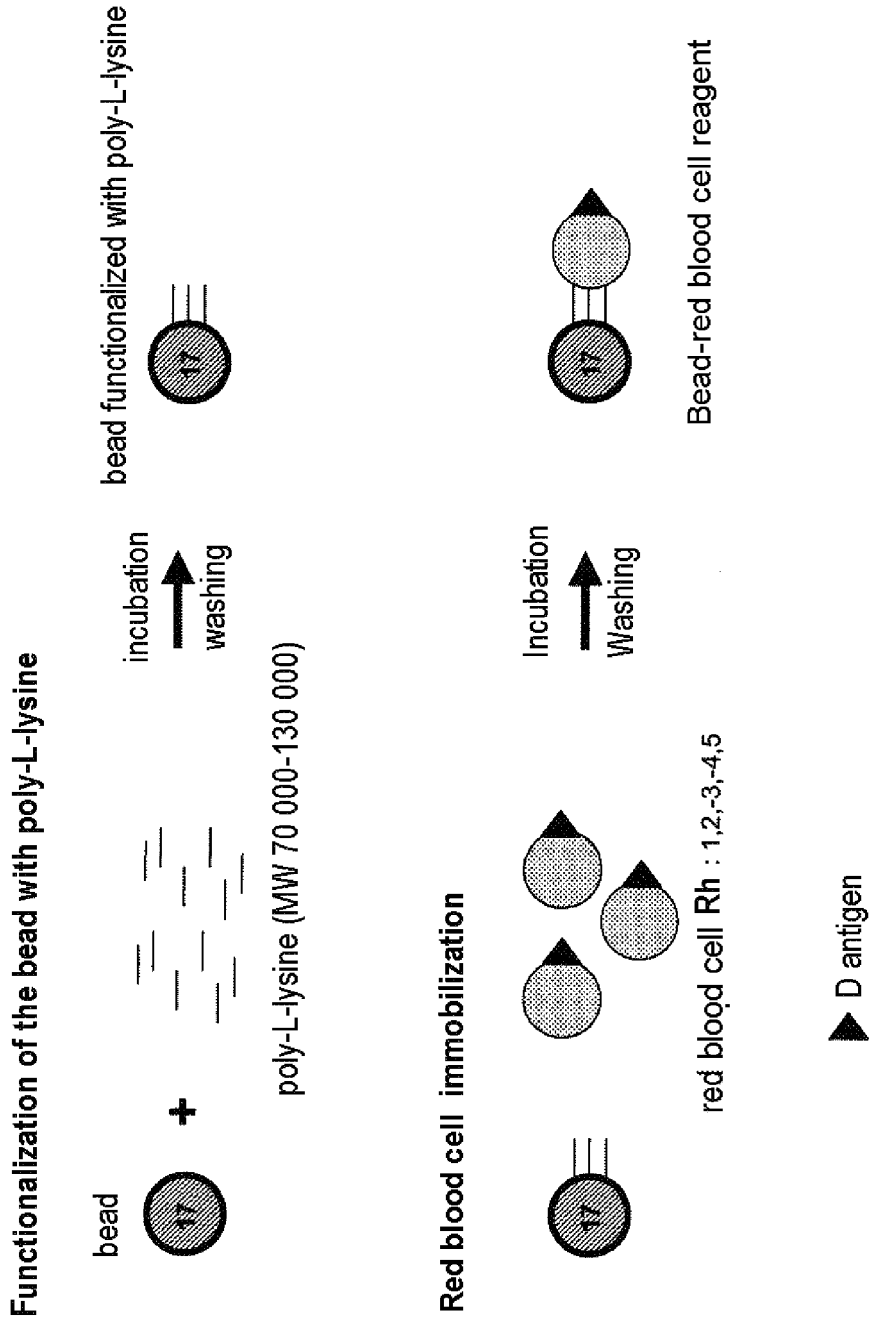 Functionalization of the bead with poly-L-lysine
bead
17
+
poly-L-lysine (MW 70 000-130 000)
incubation
washing
bead functionalized with poly-L-lysine
17
Red blood cell immobilization
17
red blood cell Rh : 1,2,-3,-4,5
Incubation
Washing
17
Bead-red blood cell reagent
D antigen